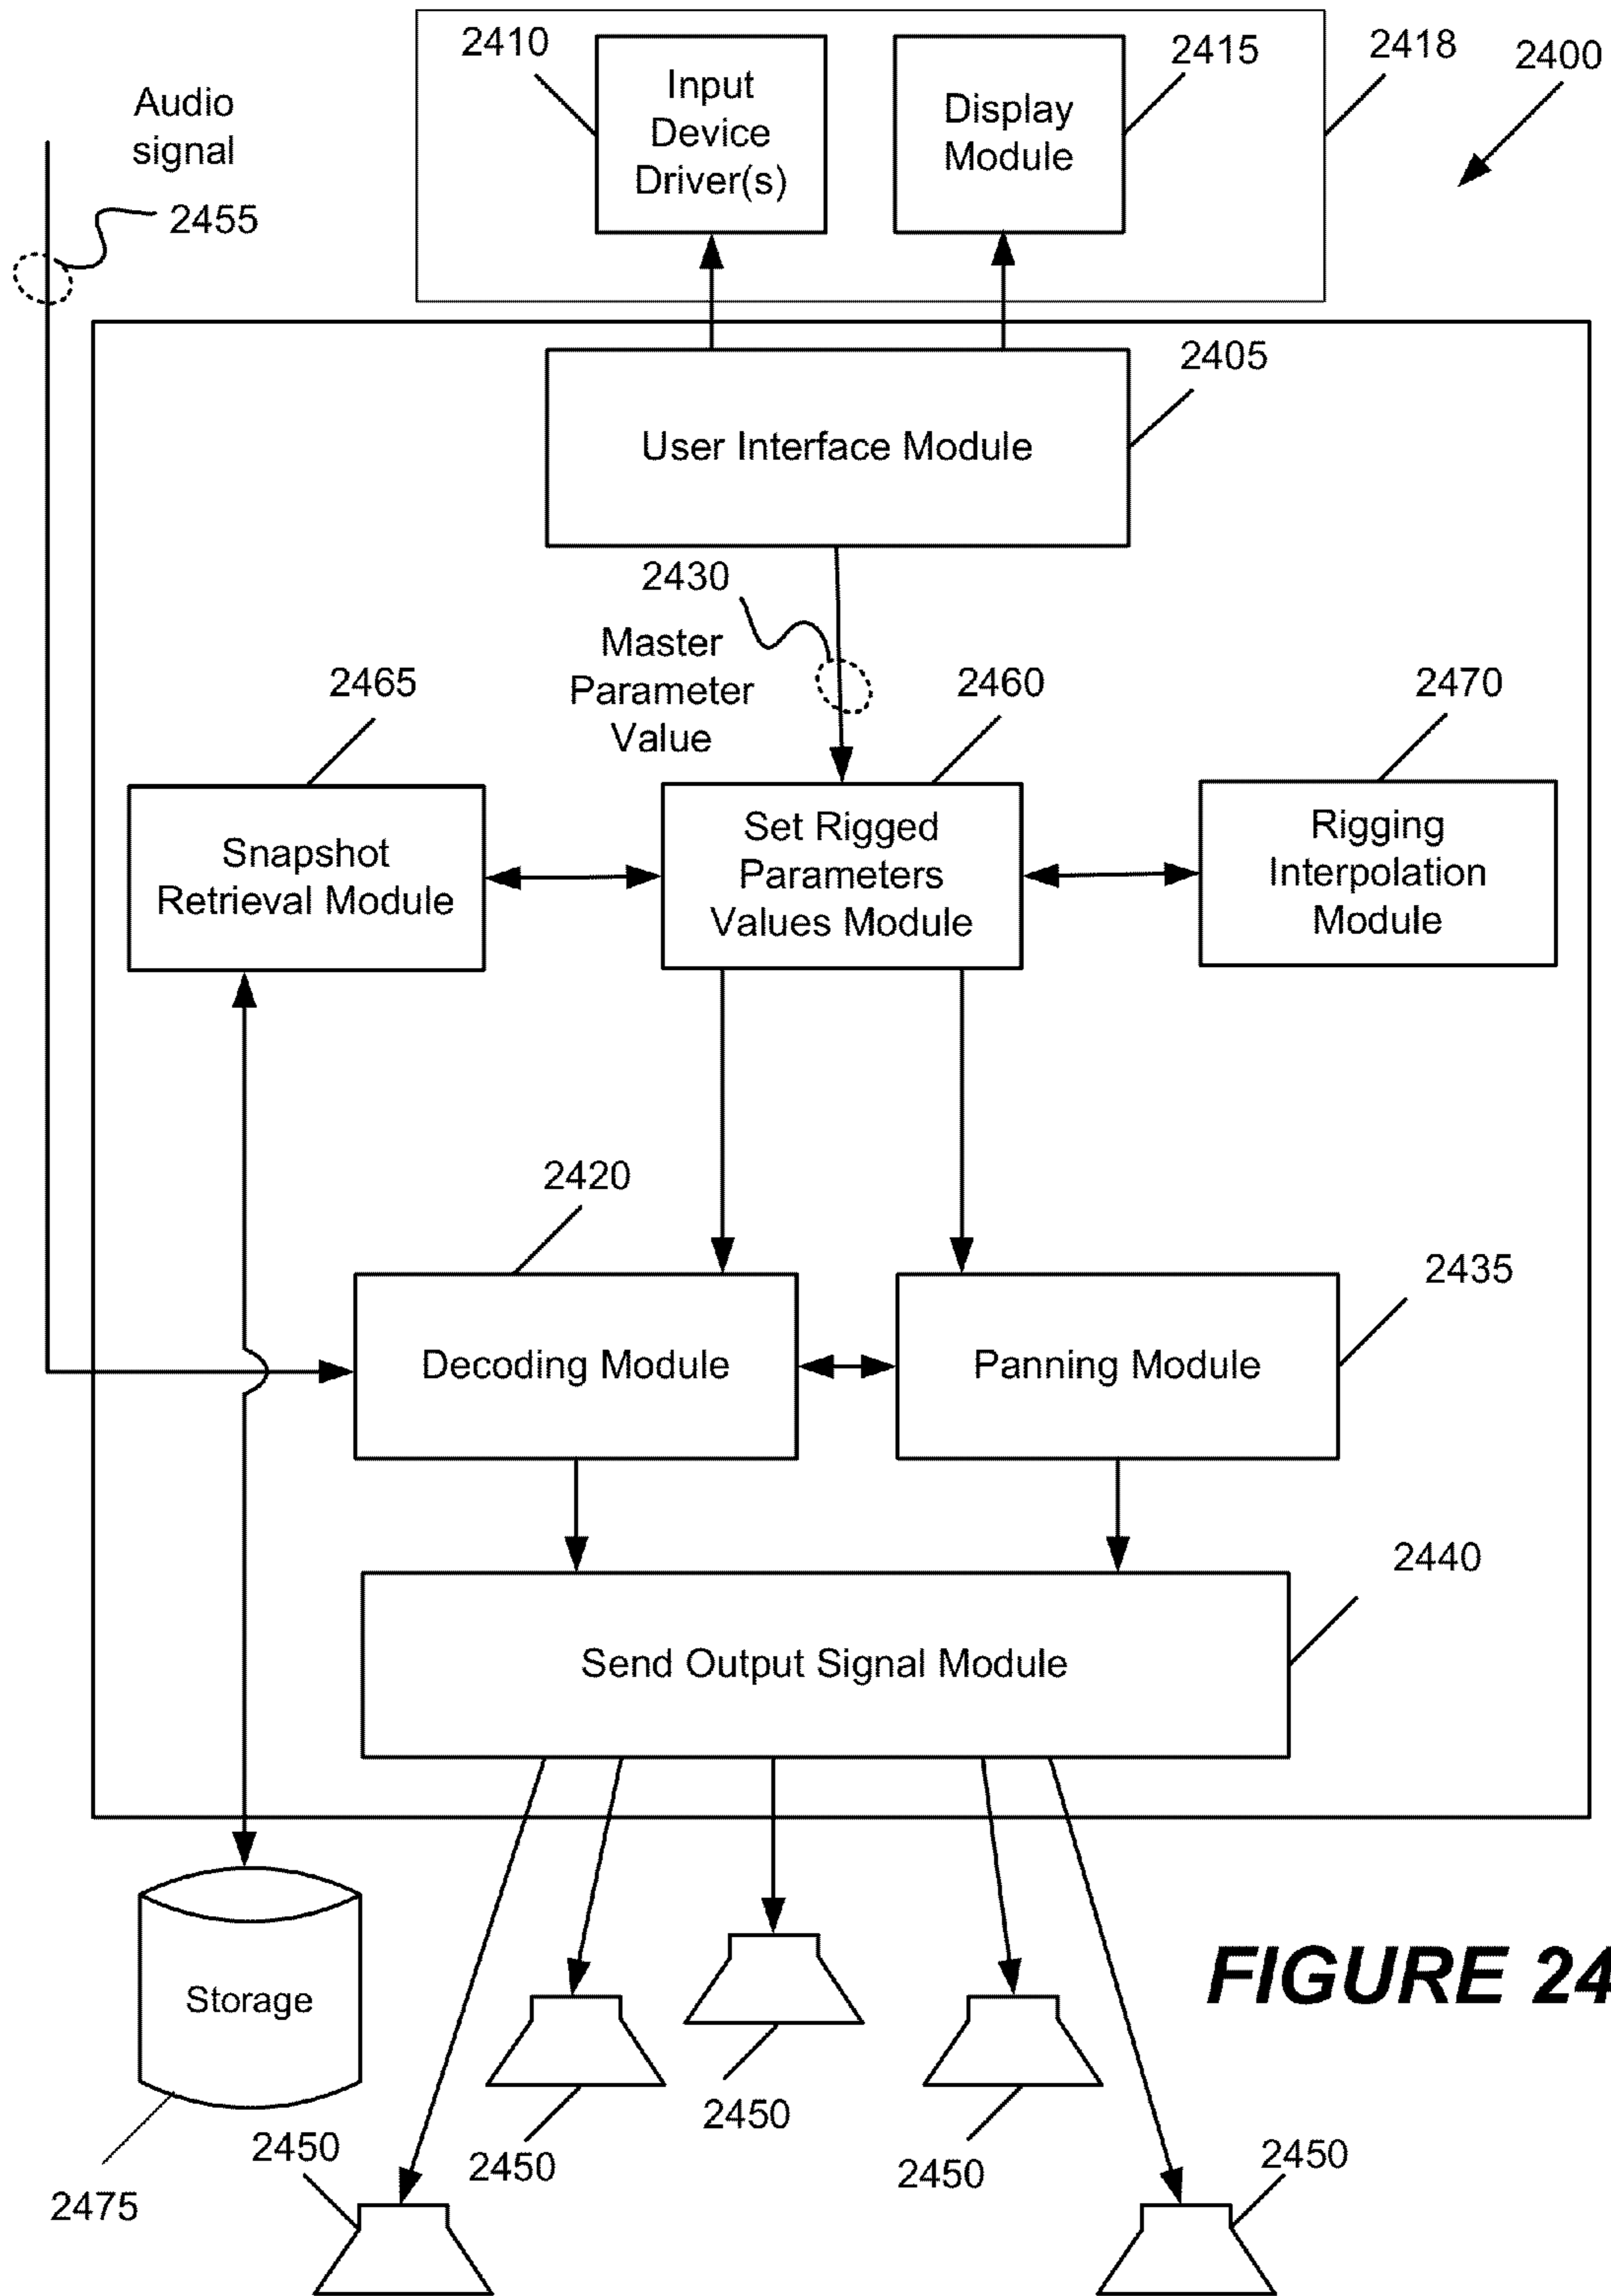 2410
Input
Device
Driver(s)
Display
Module
2415
2418
2400
Audio
signal
2455
2405
User Interface Module
2430
Master
Parameter
Value
2465
2460
2470
Snapshot
Retrieval Module
Set Rigged
Parameters
Values Module
Rigging
Interpolation
Module
2420
2435
Decoding Module
Panning Module
2440
Send Output Signal Module
Storage
FIGURE 24
2450
2450
2450
2450
2450
2475